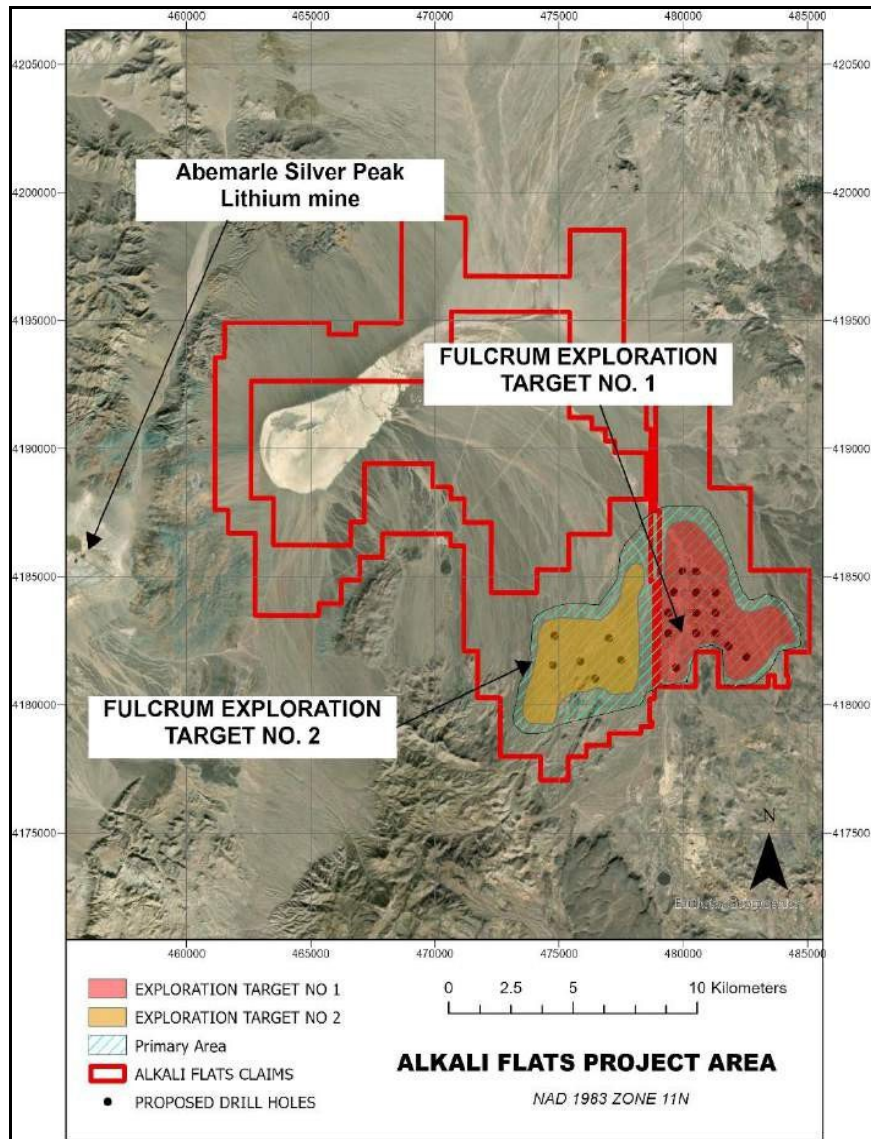 460000 465000 470000 475000 480000 485000
4205000 4205000
4200000 4200000
4195000 4195000
4190000 4190000
4185000 4185000
4180000 4180000
4175000 4175000
Abemarle Silver Peak
Lithium mine
FULCRUM EXPLORATION
TARGET NO. 1
FULCRUM EXPLORATION
TARGET NO. 2
N
460000 465000 470000 475000 480000 485000
EXPLORATION TARGET NO 1
EXPLORATION TARGET NO 2
Primary Area
ALKALI FLATS CLAIMS
PROPOSED DRILL HOLES
0 2.5 5 10 Kilometers
ALKALI FLATS PROJECT AREA
NAD 1983 ZONE 11N